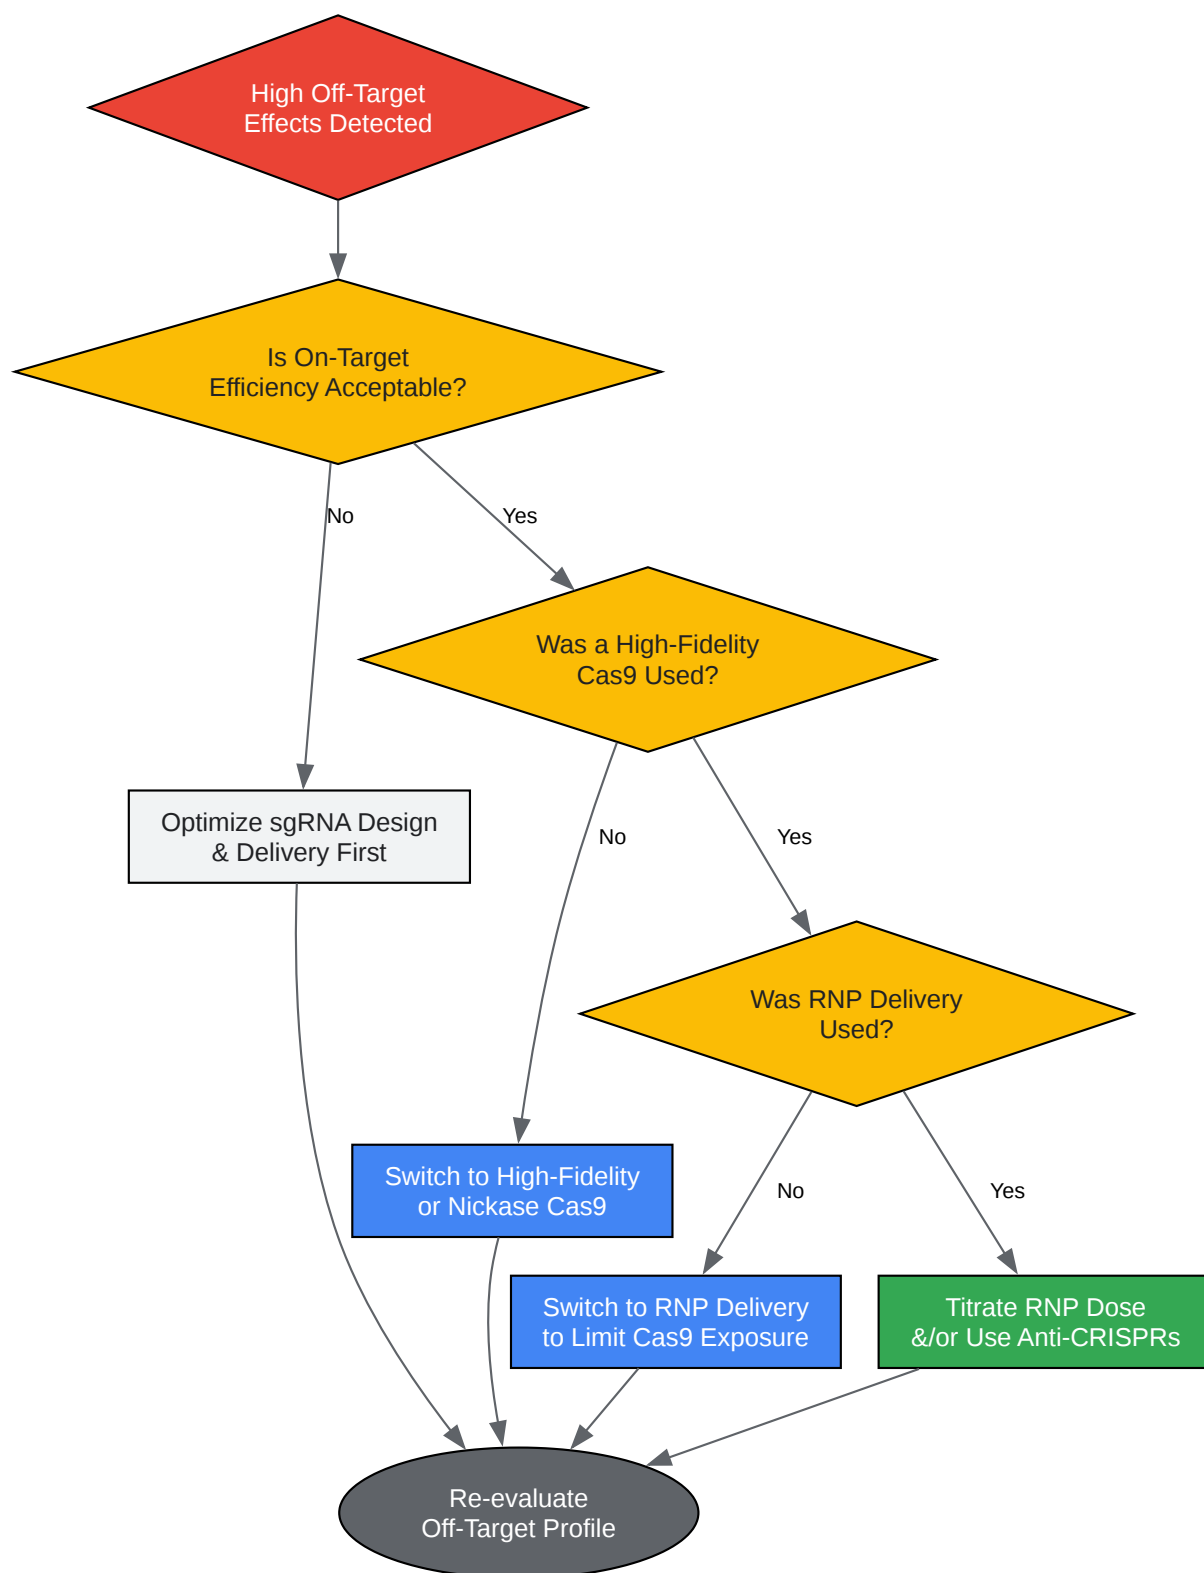 High Off-Target
Effects Detected
Is On-Target
Efficiency Acceptable?
No
Yes
Was a High-Fidelity
Cas9 Used?
No
Yes
Optimize sgRNA Design
& Delivery First
Was RNP Delivery
Used?
No
Yes
Switch to High-Fidelity
or Nickase Cas9
Switch to RNP Delivery
to Limit Cas9 Exposure
Titrate RNP Dose
&/or Use Anti-CRISPRs
Re-evaluate
Off-Target Profile